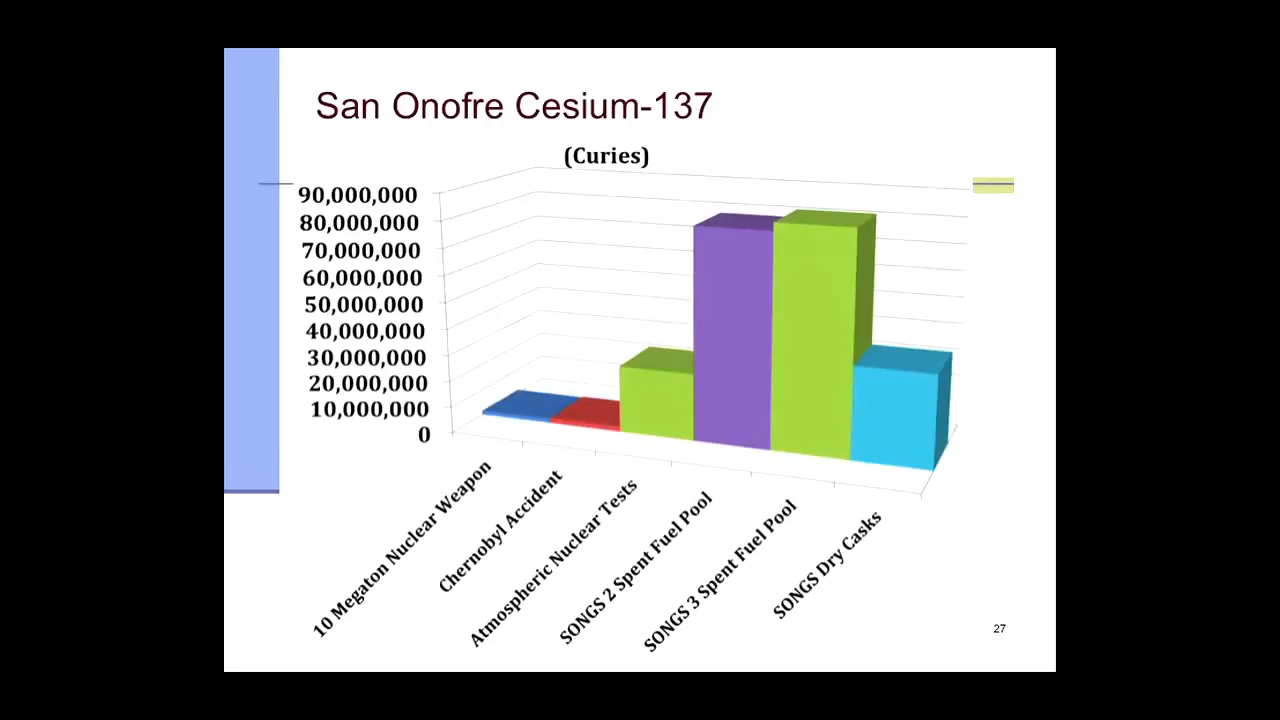 San Onofre Cesium-137
(Curies)
90,000,000
80,000,000
70,000,000
60,000,000
50,000,000
40,000,000
30,000,000
20,000,000
10,000,000
0
10 Megaton Nuclear Weapon
Chernobyl Accident
Atmospheric Nuclear Tests
SONGS 2 Spent Fuel Pool
SONGS 3 Spent Fuel Pool
SONGS Dry Casks
27